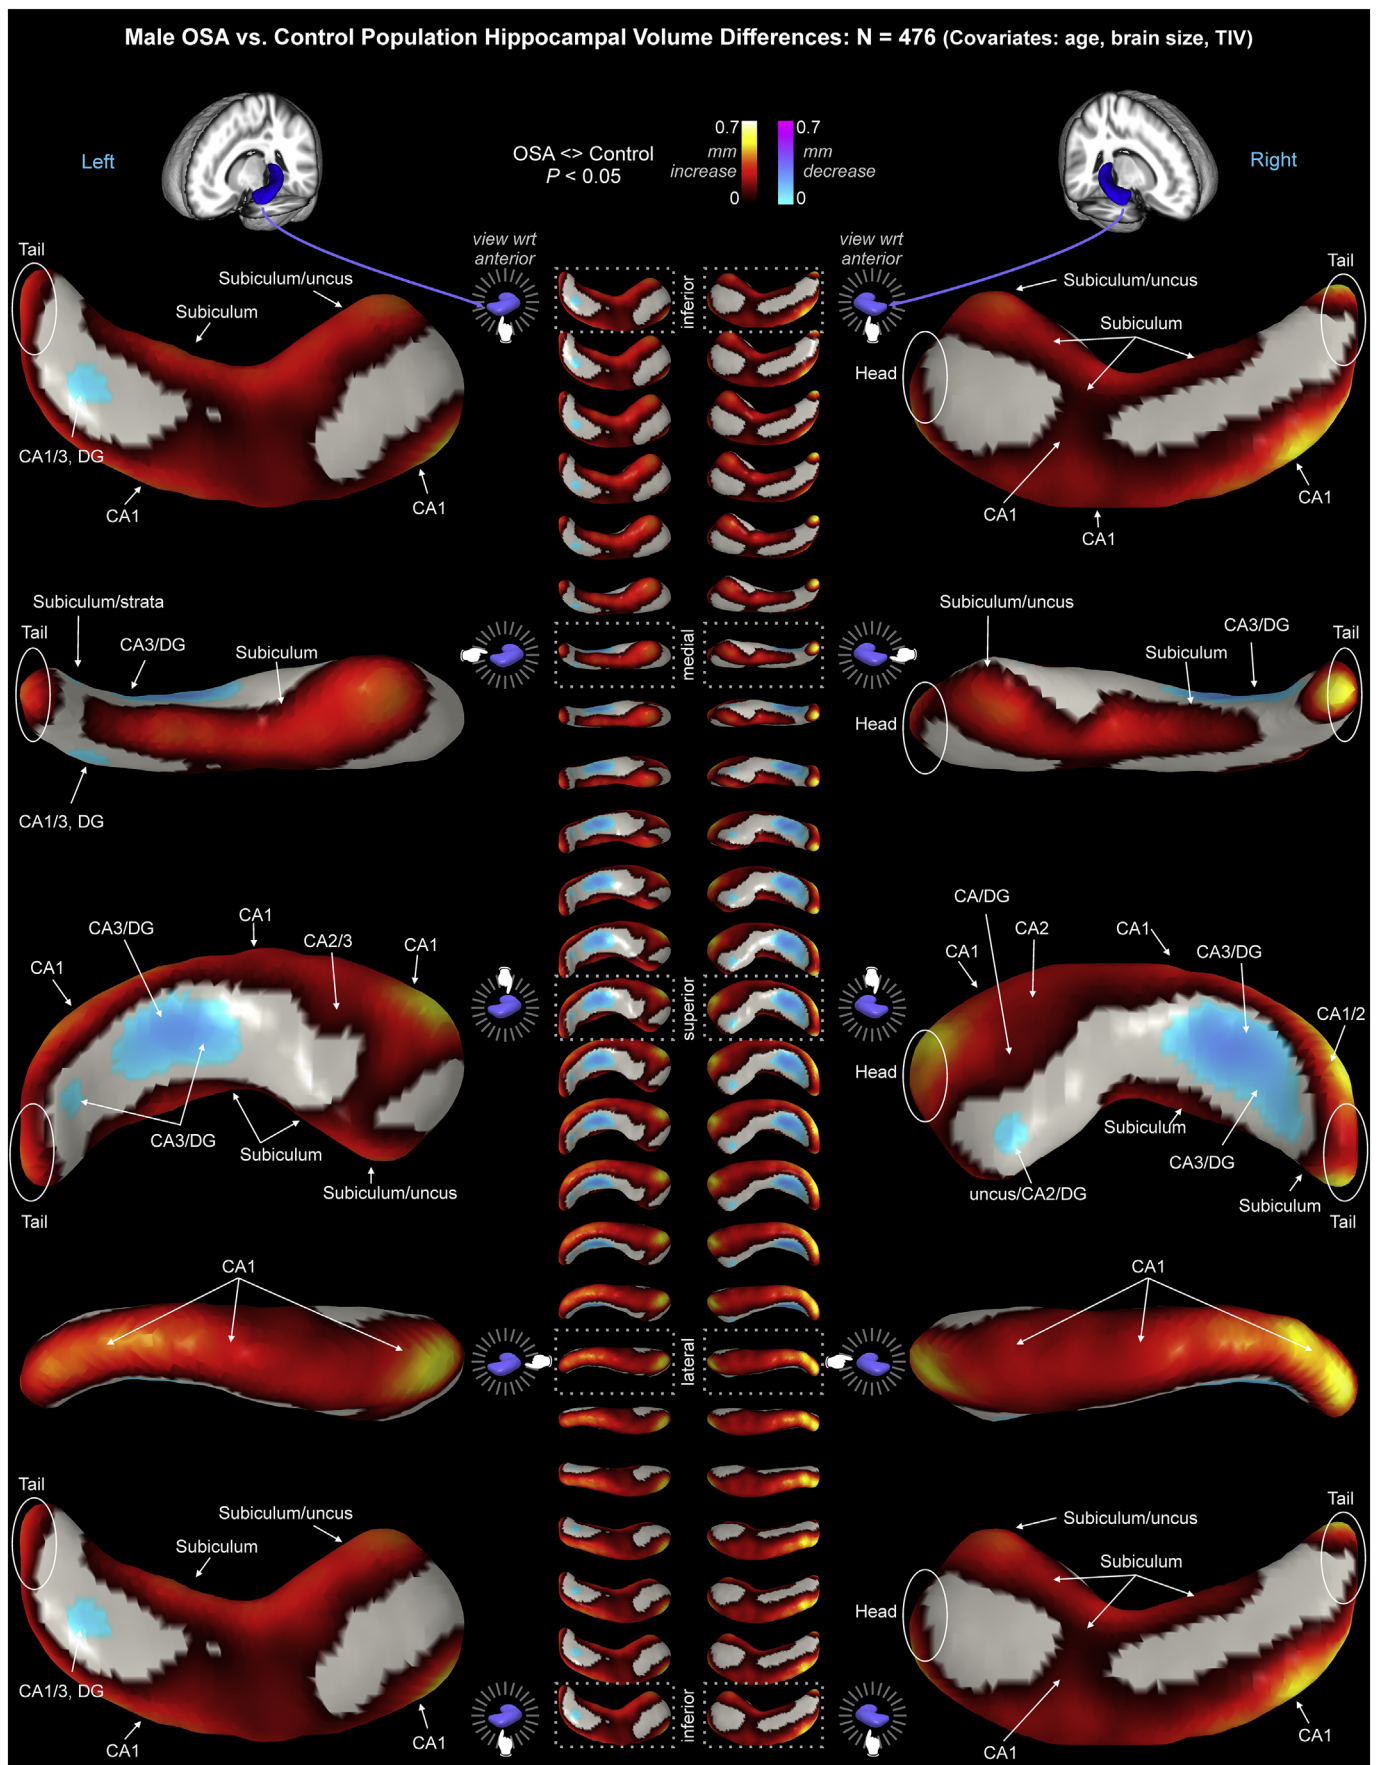 Male OSA vs. Control Population Hippocampal Volume Differences: N = 476 (Covariates: age, brain size, TIV)
Left
OSA <> Control
P < 0.05
0.7
mm
increase
0
0.7
mm
decrease
0
Right
view wrt
anterior
view wrt
anterior
Tail
Subiculum/uncus
Subiculum
CA1/3, DG
CA1
CA1
inferior
Subiculum/uncus
Tail
Subiculum
Head
CA1
CA1
CA1
Subiculum/strata
Tail
CA3/DG
Subiculum
CA1/3, DG
medial
Subiculum/uncus
CA3/DG
Tail
Subiculum
Head
CA1
CA3/DG
CA2/3
CA1
CA1
CA3/DG
Subiculum
Subiculum/uncus
Tail
superior
CA/DG
CA2
CA1
CA1
CA3/DG
CA1/2
Head
Subiculum
CA3/DG
uncus/CA2/DG
Subiculum
Tail
CA1
lateral
CA1
Tail
Subiculum/uncus
Subiculum
CA1/3, DG
CA1
CA1
inferior
Subiculum/uncus
Tail
Subiculum
Head
CA1
CA1